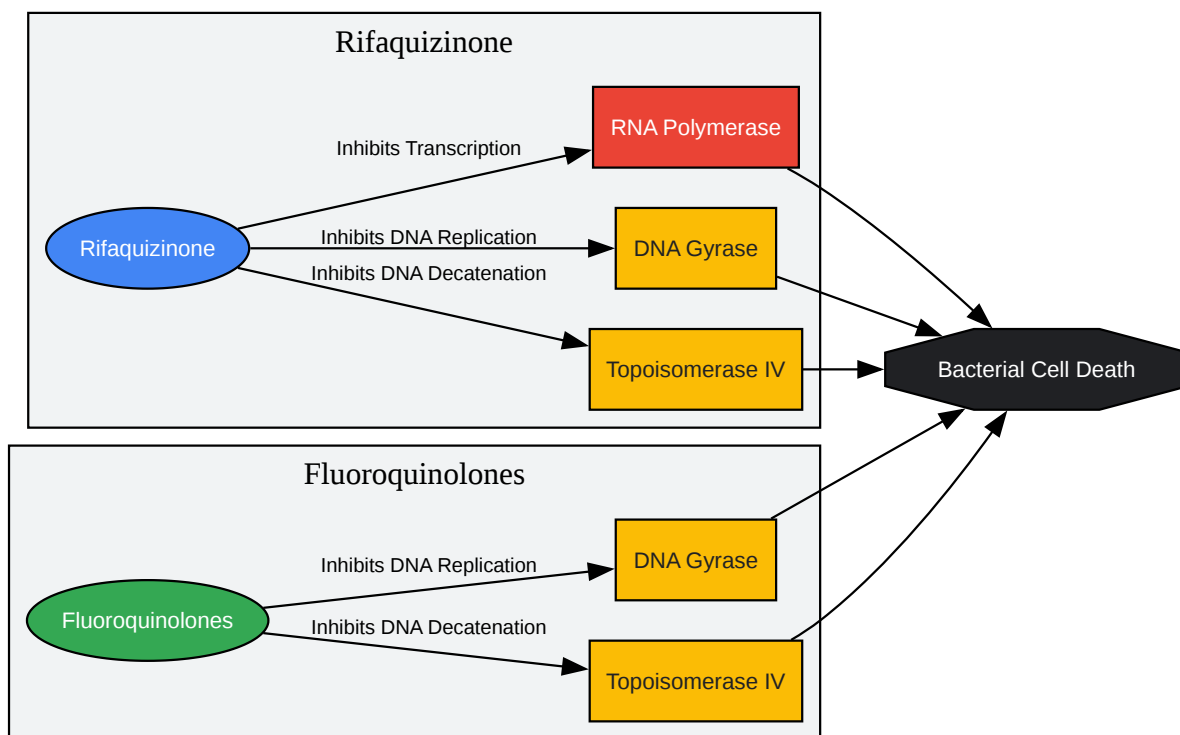 Rifaquizinone
RNA Polymerase
Inhibits Transcription
Rifaquizinone
Inhibits DNA Replication
DNA Gyrase
Inhibits DNA Decatenation
Topoisomerase IV
Bacterial Cell Death
Fluoroquinolones
DNA Gyrase
Inhibits DNA Replication
Fluoroquinolones
Inhibits DNA Decatenation
Topoisomerase IV